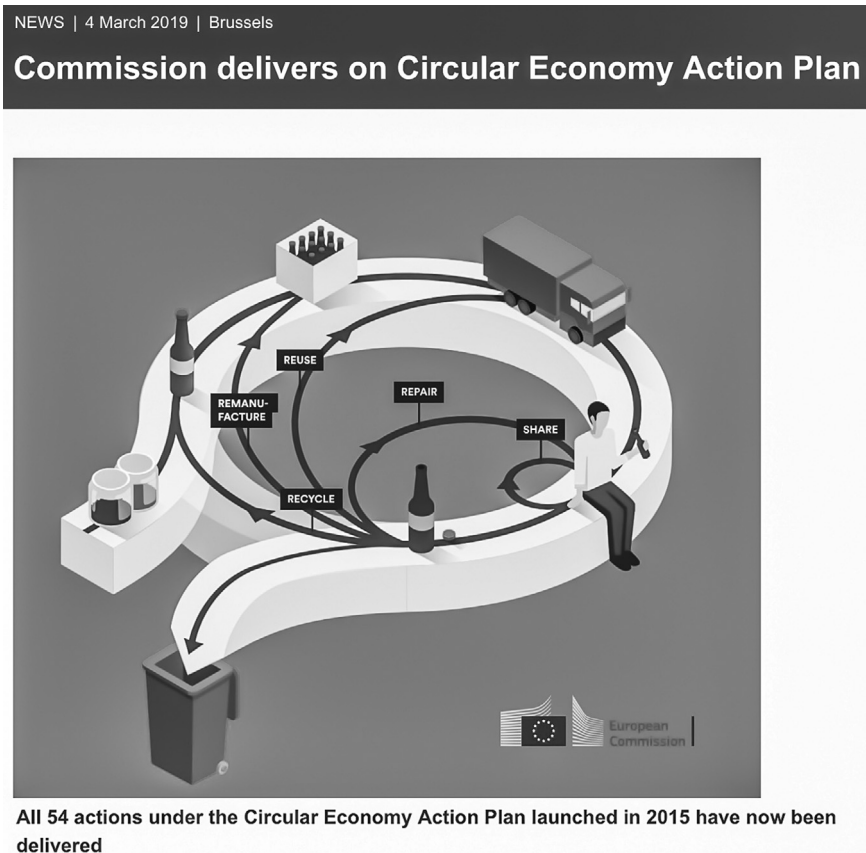 NEWS | 4 March 2019 | Brussels
Commission delivers on Circular Economy Action Plan
REUSE
REPAIR
REMANU-
FACTURE
SHARE
RECYCLE
European
Commission
All 54 actions under the Circular Economy Action Plan launched in 2015 have now been
delivered